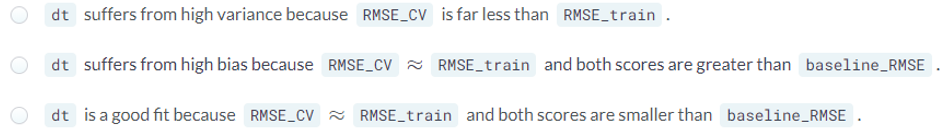 dt suffers from high variance because RMSE_CV is far less than RMSE_train .
dt suffers from high bias because RMSE_CV ≈ RMSE_train and both scores are greater than baseline_RMSE .
dt is a good fit because RMSE_CV ≈ RMSE_train and both scores are smaller than baseline_RMSE .